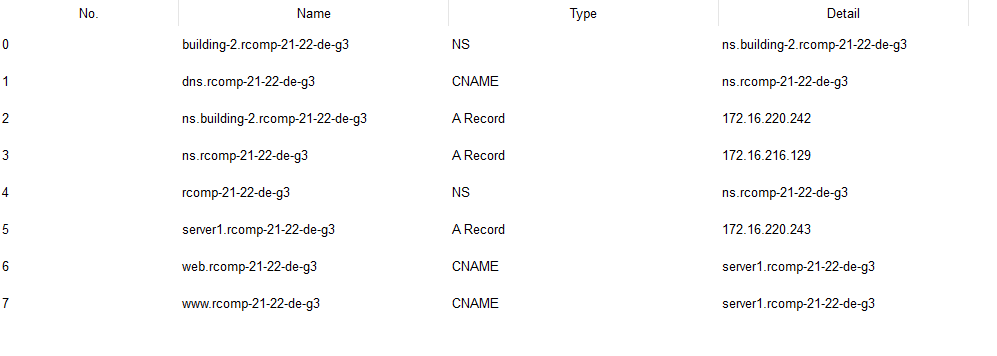 No. Name Type Detail
0 building-2.rcomp-21-22-de-g3 NS ns.building-2.rcomp-21-22-de-g3
1 dns.rcomp-21-22-de-g3 CNAME ns.rcomp-21-22-de-g3
2 ns.building-2.rcomp-21-22-de-g3 A Record 172.16.220.242
3 ns.rcomp-21-22-de-g3 A Record 172.16.216.129
4 rcomp-21-22-de-g3 NS ns.rcomp-21-22-de-g3
5 server1.rcomp-21-22-de-g3 A Record 172.16.220.243
6 web.rcomp-21-22-de-g3 CNAME server1.rcomp-21-22-de-g3
7 www.rcomp-21-22-de-g3 CNAME server1.rcomp-21-22-de-g3